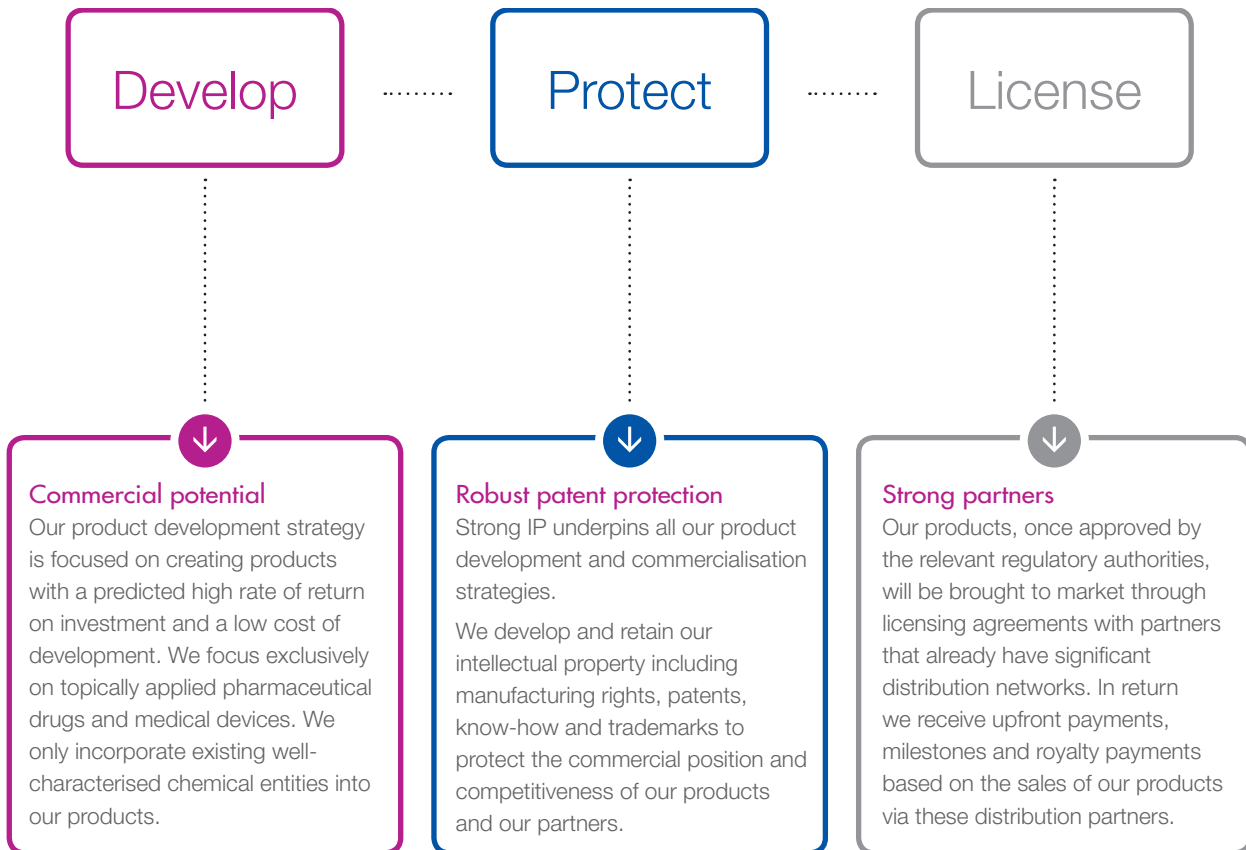 Develop
Protect
License
Commercial potential
Our product development strategy
is focused on creating products
with a predicted high rate of return
on investment and a low cost of
development. We focus exclusively
on topically applied pharmaceutical
drugs and medical devices. We
only incorporate existing well-
characterised chemical entities into
our products.
Robust patent protection
Strong IP underpins all our product
development and commercialisation
strategies.
We develop and retain our
intellectual property including
manufacturing rights, patents,
know-how and trademarks to
protect the commercial position and
competitiveness of our products
and our partners.
Strong partners
Our products, once approved by
the relevant regulatory authorities,
will be brought to market through
licensing agreements with partners
that already have significant
distribution networks. In return
we receive upfront payments,
milestones and royalty payments
based on the sales of our products
via these distribution partners.